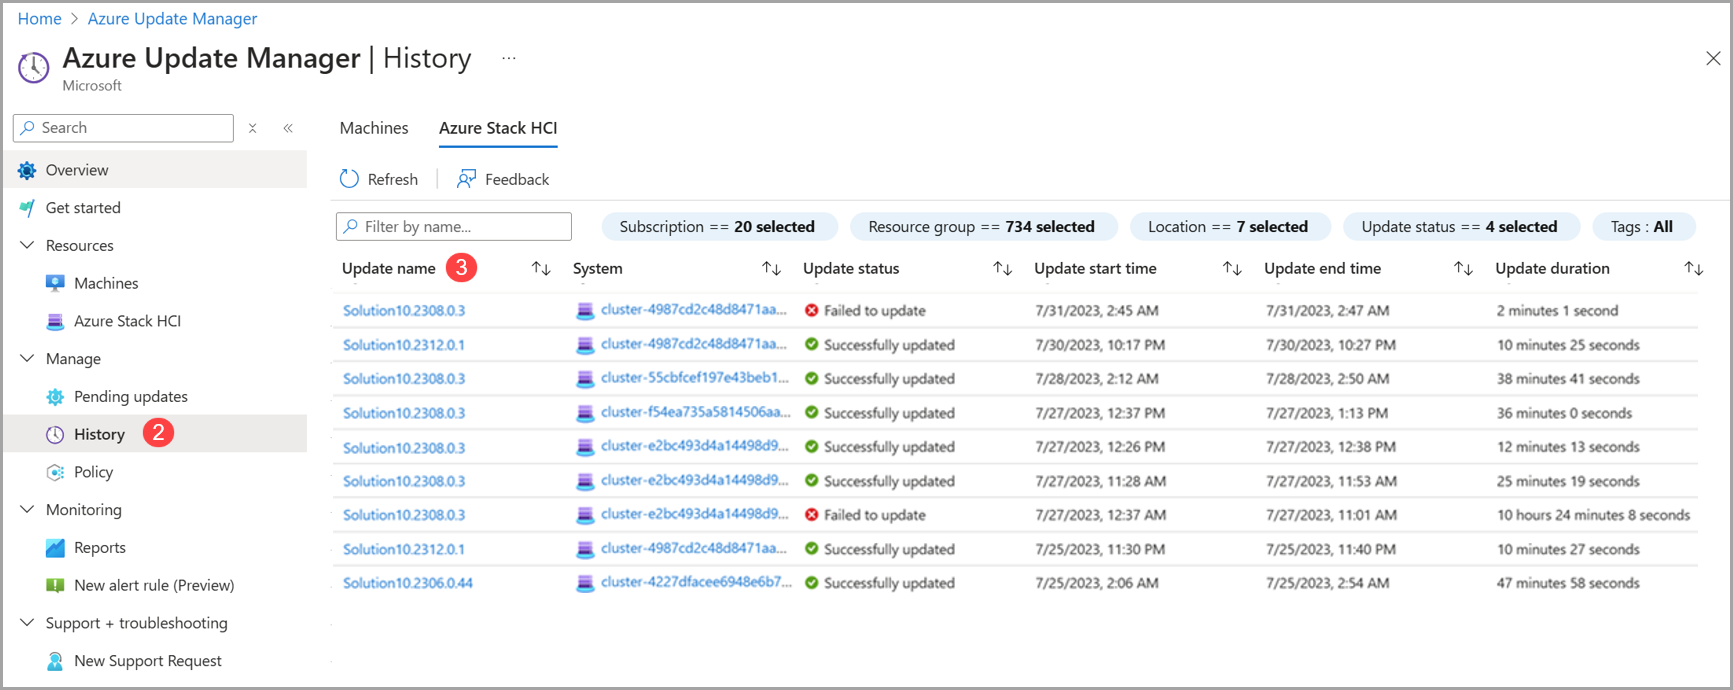 Home > Azure Update Manager
Azure Update Manager | History ...
Microsoft
Search
Overview
Get started
Resources
Machines
Azure Stack HCI
Manage
Pending updates
History 2
Policy
Monitoring
Reports
New alert rule (Preview)
Support + troubleshooting
New Support Request
Machines Azure Stack HCI
Refresh Feedback
Filter by name... Subscription == 20 selected Resource group == 734 selected Location == 7 selected Update status == 4 selected Tags : All
Update name 3 System Update status Update start time Update end time Update duration
Solution10.2308.0.3 cluster-4987cd2c48d8471aa... Failed to update 7/31/2023, 2:45 AM 7/31/2023, 2:47 AM 2 minutes 1 second
Solution10.2312.0.1 cluster-4987cd2c48d8471aa... Successfully updated 7/30/2023, 10:17 PM 7/30/2023, 10:27 PM 10 minutes 25 seconds
Solution10.2308.0.3 cluster-55cbfcef197e43beb1... Successfully updated 7/28/2023, 2:12 AM 7/28/2023, 2:50 AM 38 minutes 41 seconds
Solution10.2308.0.3 cluster-f54ea735a5814506aa... Successfully updated 7/27/2023, 12:37 PM 7/27/2023, 1:13 PM 36 minutes 0 seconds
Solution10.2308.0.3 cluster-e2bc493d4a14498d9... Successfully updated 7/27/2023, 12:26 PM 7/27/2023, 12:38 PM 12 minutes 13 seconds
Solution10.2308.0.3 cluster-e2bc493d4a14498d9... Successfully updated 7/27/2023, 11:28 AM 7/27/2023, 11:53 AM 25 minutes 19 seconds
Solution10.2308.0.3 cluster-e2bc493d4a14498d9... Failed to update 7/27/2023, 12:37 AM 7/27/2023, 11:01 AM 10 hours 24 minutes 8 seconds
Solution10.2312.0.1 cluster-4987cd2c48d8471aa... Successfully updated 7/25/2023, 11:30 PM 7/25/2023, 11:40 PM 10 minutes 27 seconds
Solution10.2306.0.44 cluster-4227dfacee6948e6b7... Successfully updated 7/25/2023, 2:06 AM 7/25/2023, 2:54 AM 47 minutes 58 seconds